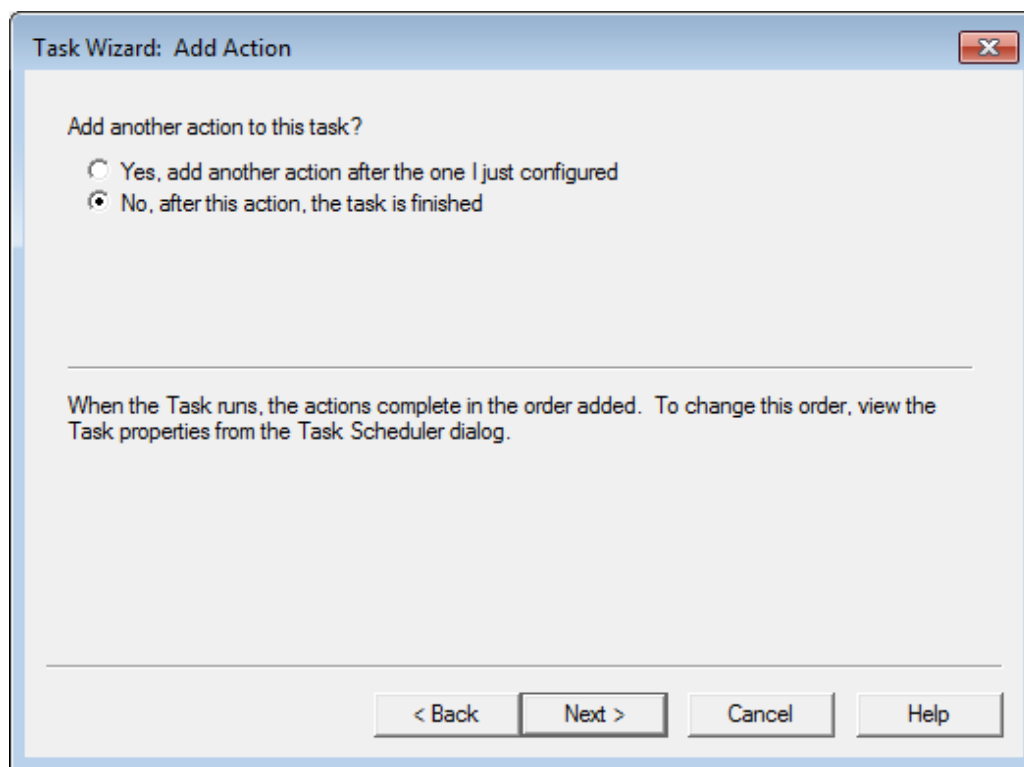 Task Wizard:  Add Action
Add another action to this task?
Yes, add another action after the one I just configured
No, after this action, the task is finished
When the Task runs, the actions complete in the order added.  To change this order, view the
Task properties from the Task Scheduler dialog.
< Back
Next >
Cancel
Help